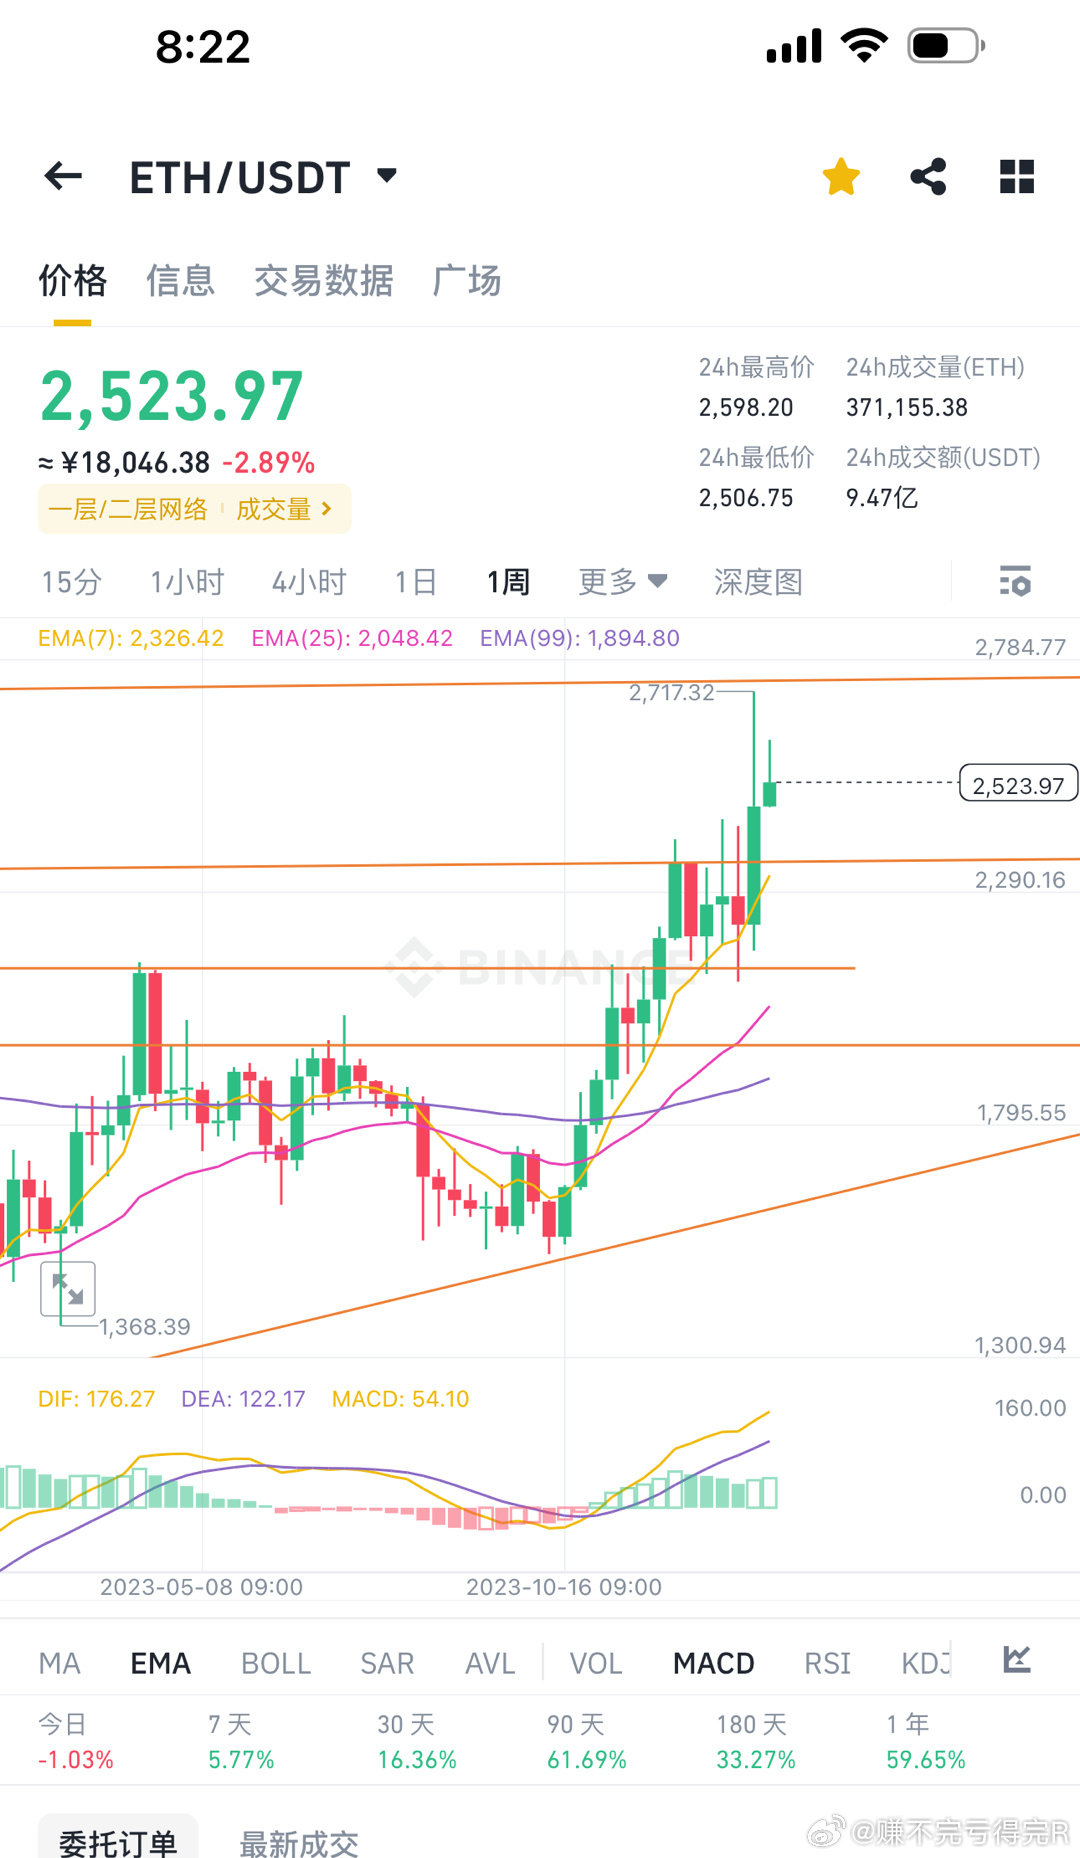 8:22
ETH/USDT
价格 信息 交易数据 广场
2,523.97
≈ ¥18,046.38 -2.89%
一层/二层网络 成交量 >
24h最高价 24h成交量(ETH)
2,598.20 371,155.38
24h最低价 24h成交额(USDT)
2,506.75 9.47亿
15分 1小时 4小时 1日 1周 更多 深度图
EMA(7): 2,326.42 EMA(25): 2,048.42 EMA(99): 1,894.80
2,784.77
2,717.32
2,523.97
2,290.16
BINANCE
1,795.55
1,368.39
1,300.94
DIF: 176.27 DEA: 122.17 MACD: 54.10
160.00
0.00
2023-05-08 09:00 2023-10-16 09:00
MA EMA BOLL SAR AVL VOL MACD RSI KDJ
今日 7天 30天 90天 180天 1年
-1.03% 5.77% 16.36% 61.69% 33.27% 59.65%
委托订单 最新成交
@赚不完亏得完R